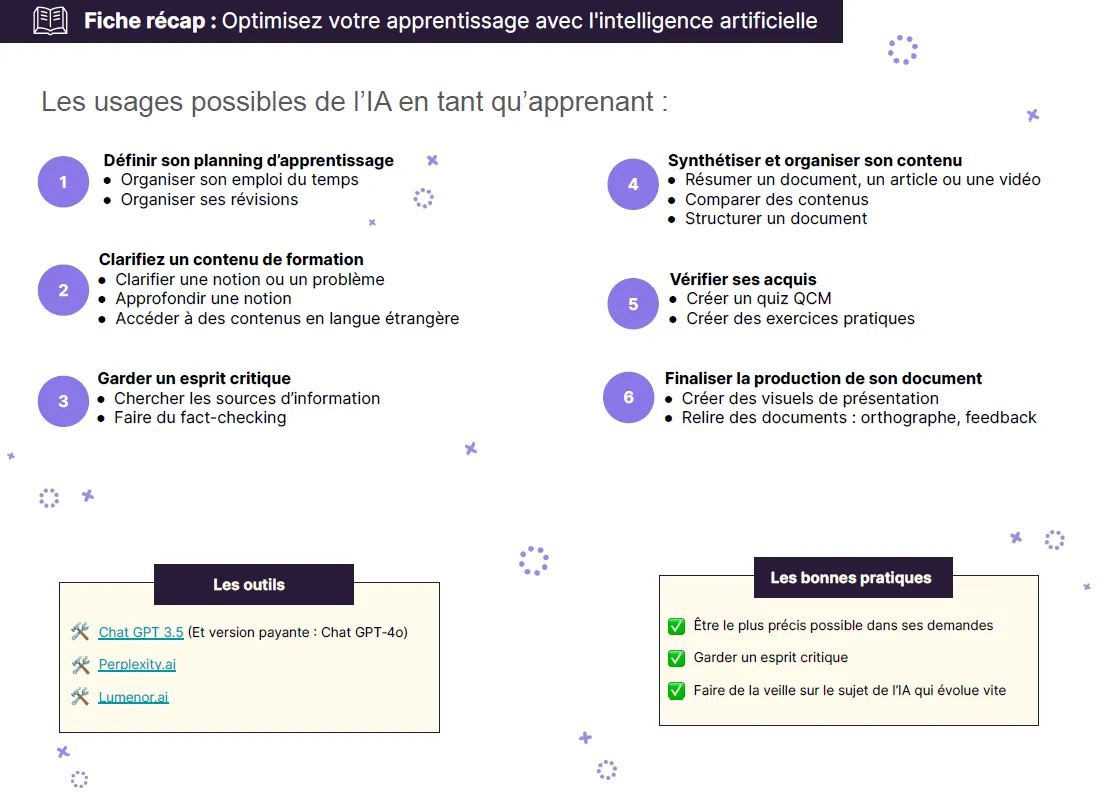 Fiche récap : Optimisez votre apprentissage avec l'intelligence artificielle
Les usages possibles de l’IA en tant qu’apprenant :
1
Définir son planning d’apprentissage
● Organiser son emploi du temps
● Organiser ses révisions
2
Clarifiez un contenu de formation
● Clarifier une notion ou un problème
● Approfondir une notion
● Accéder à des contenus en langue étrangère
3
Garder un esprit critique
● Chercher les sources d’information
● Faire du fact-checking
4
Synthétiser et organiser son contenu
● Résumer un document, un article ou une vidéo
● Comparer des contenus
● Structurer un document
5
Vérifier ses acquis
● Créer un quiz QCM
● Créer des exercices pratiques
6
Finaliser la production de son document
● Créer des visuels de présentation
● Relire des documents : orthographe, feedback
Les outils
Chat GPT 3.5 (Et version payante : Chat GPT-4o)
Perplexity.ai
Lumenor.ai
Les bonnes pratiques
Être le plus précis possible dans ses demandes
Garder un esprit critique
Faire de la veille sur le sujet de l’IA qui évolue vite